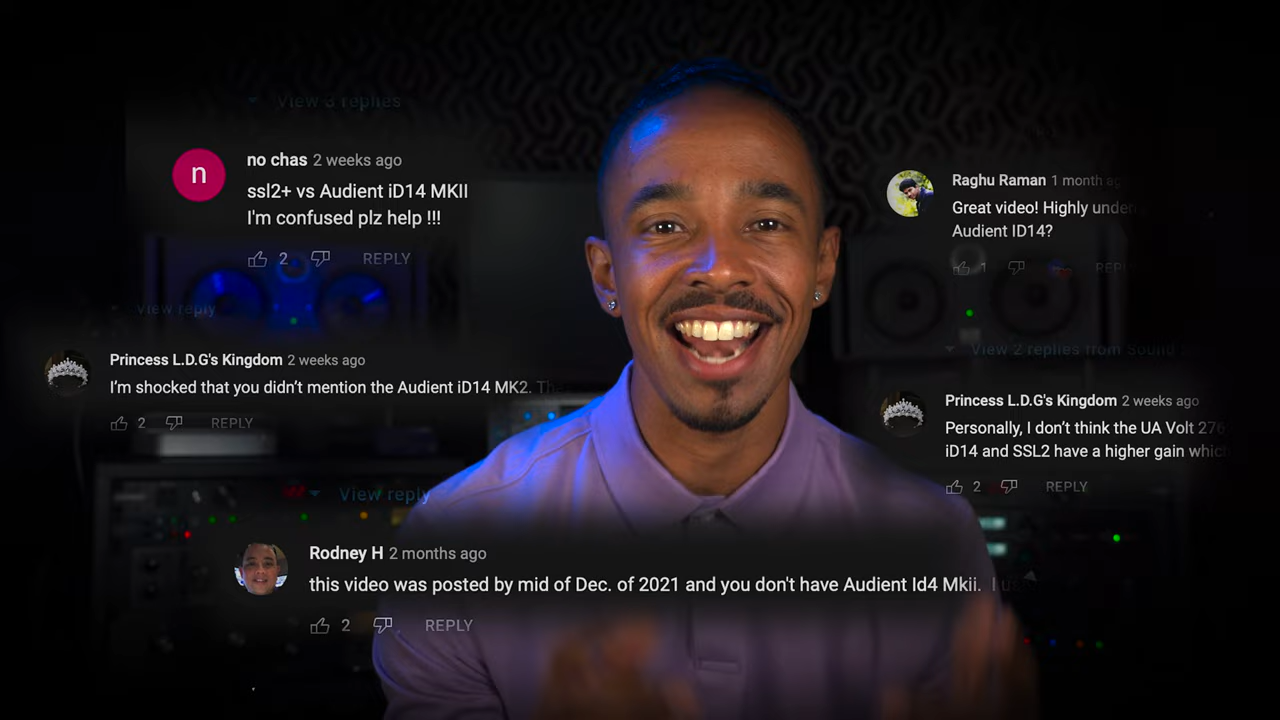 View 3 replies
n
no chas 2 weeks ago
ssl2+ vs Audient iD14 MKII
I'm confused plz help !!!
2 REPLY
View reply
Princess L.D.G's Kingdom 2 weeks ago
I'm shocked that you didn't mention the Audient iD14 MK2.
2 REPLY
View reply
Rodney H 2 months ago
this video was posted by mid of Dec. of 2021 and you don't have Audient Id4 Mkii.
2 REPLY
Raghu Raman 1 month
Great video! Highly
Audient ID14?
1 REPLY
View 2 replies from Sound
Princess L.D.G's Kingdom 2 weeks ago
Personally, I don't think the UA Volt
iD14 and SSL2 have a higher gain
2 REPLY